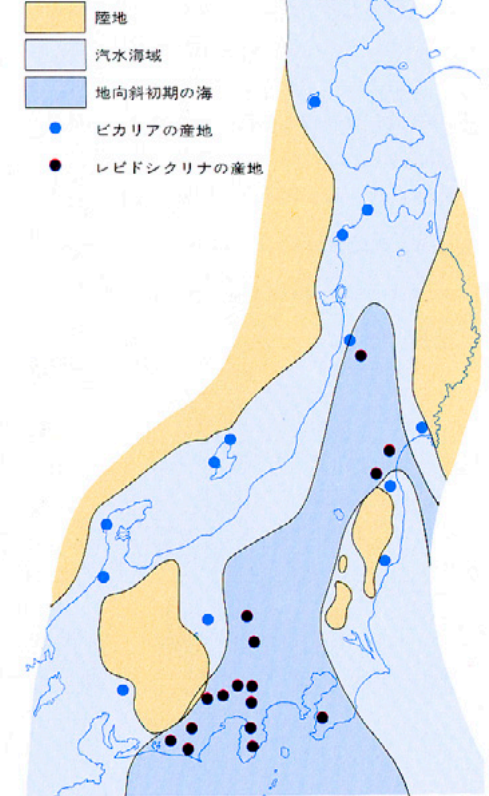 陸地
汽水海域
地向斜初期の海
ビカリアの産地
レピドシクリナの産地